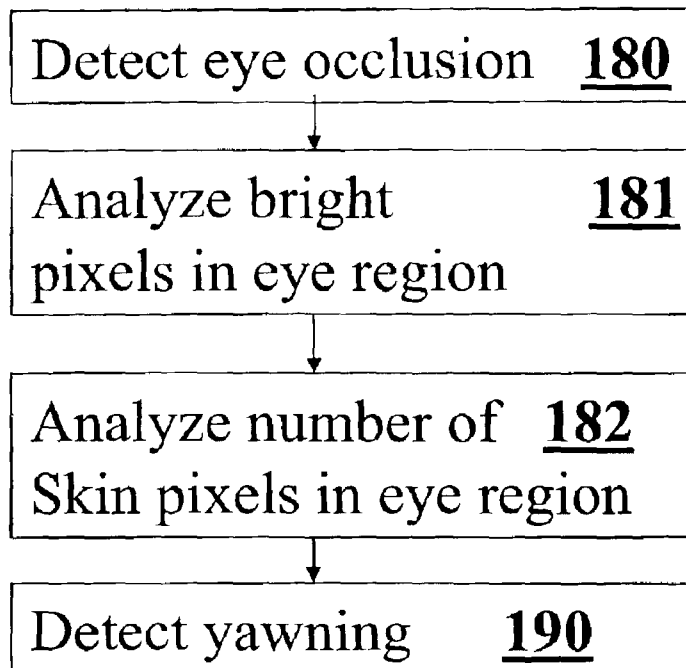 Detect eye occlusion 180
Analyze bright 181
pixels in eye region
Analyze number of 182
Skin pixels in eye region
Detect yawning 190